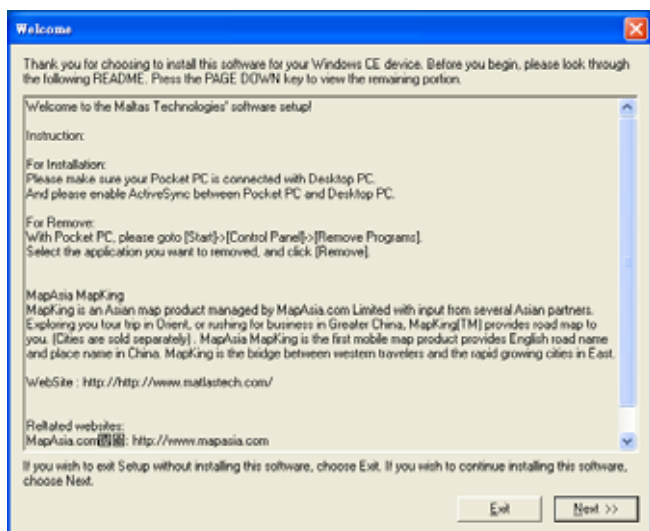 Welcome
Thank you for choosing to install this software for your Windows CE device. Before you begin, please look through
the following README. Press the PAGE DOWN key to view the remaining portion.
Welcome to the Maltas Technologies' software setup!
Instruction:
For Installation:
Please make sure your Pocket PC is connected with Desktop PC.
And please enable ActiveSync between Pocket PC and Desktop PC.
For Remove:
With Pocket PC, please goto [Start]->[Control Panel]->[Remove Programs].
Select the application you want to removed, and click [Remove].
MapAsia MapKing
MapKing is an Asian map product managed by MapAsia.com Limited with input from several Asian partners.
Exploring you tour trip in Orient, or rushing for business in Greater China, MapKing(TM) provides road map to
you. (Cities are sold separately) . MapAsia MapKing is the first mobile map product provides English road name
and place name in China. MapKing is the bridge between western travelers and the rapid growing cities in East.
WebSite : http://http://www.matlastech.com/
Reltated websites:
MapAsia.com: http://www.mapasia.com
If you wish to exit Setup without installing this software, choose Exit. If you wish to continue installing this software,
choose Next.
Exit
Next >>